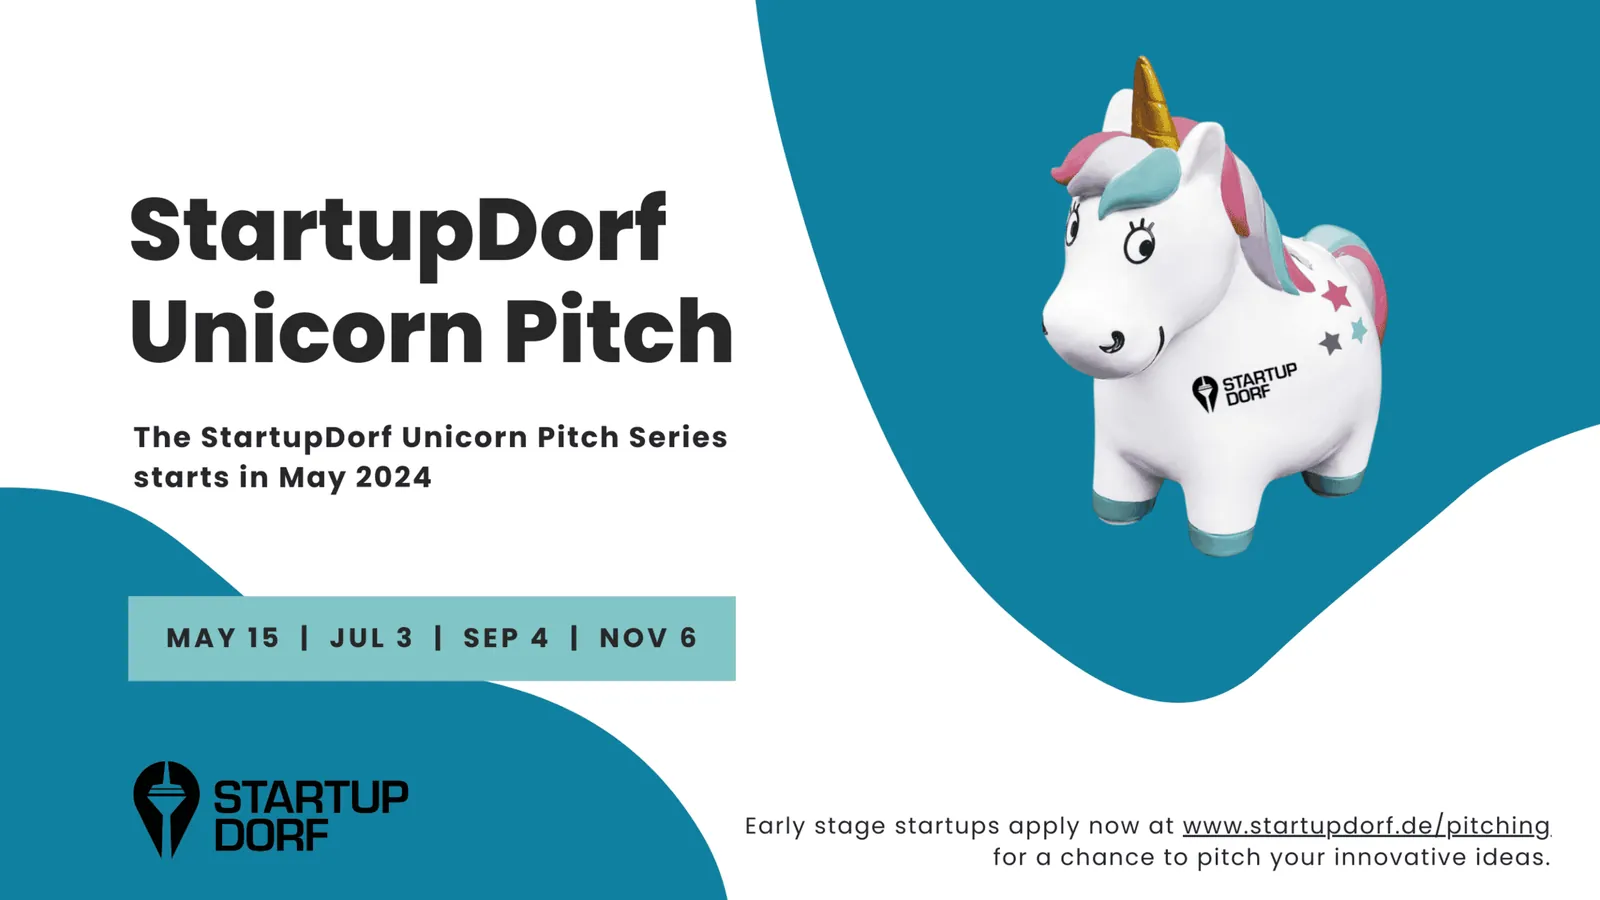 StartupDorf
Unicorn Pitch
The StartupDorf Unicorn Pitch Series
starts in May 2024
MAY 15 | JUL 3 | SEP 4 | NOV 6
STARTUP
DORF
STARTUP
DORF
Early stage startups apply now at www.startupdorf.de/pitching
for a chance to pitch your innovative ideas.